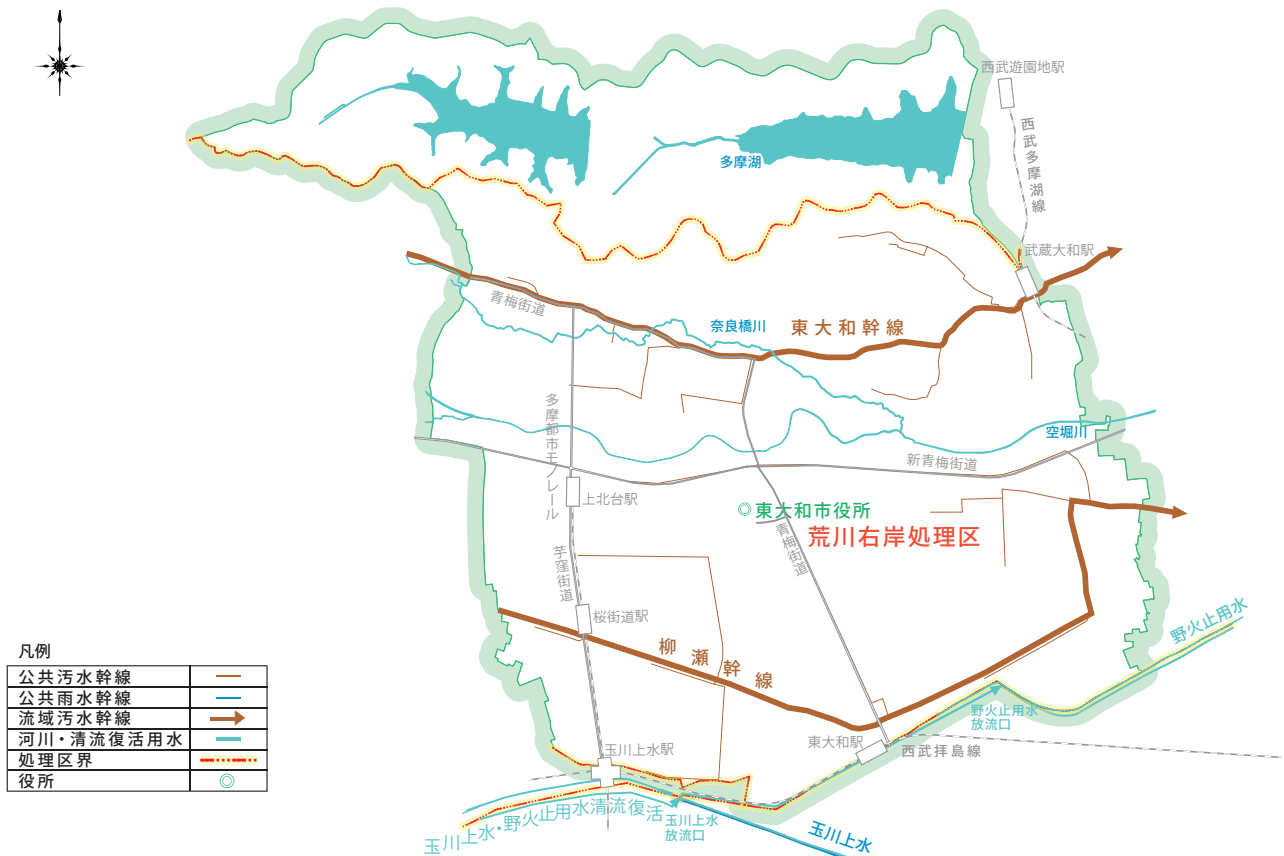 西武遊園地駅
西武多摩湖線
多摩湖
武蔵大和駅
青梅街道
奈良橋川
東大和幹線
多摩都市モノレール
空堀川
新青梅街道
上北台駅
東大和市役所
青梅街道
荒川右岸処理区
芋窪街道
桜街道駅
柳瀬幹線
野火止用水
野火止用水
放流口
東大和駅
西武拝島線
玉川上水駅
玉川上水・野火止用水清流復活
玉川上水
放流口
玉川上水
凡例
公共汚水幹線
公共雨水幹線
流域汚水幹線
河川・清流復活用水
処理区界
役所